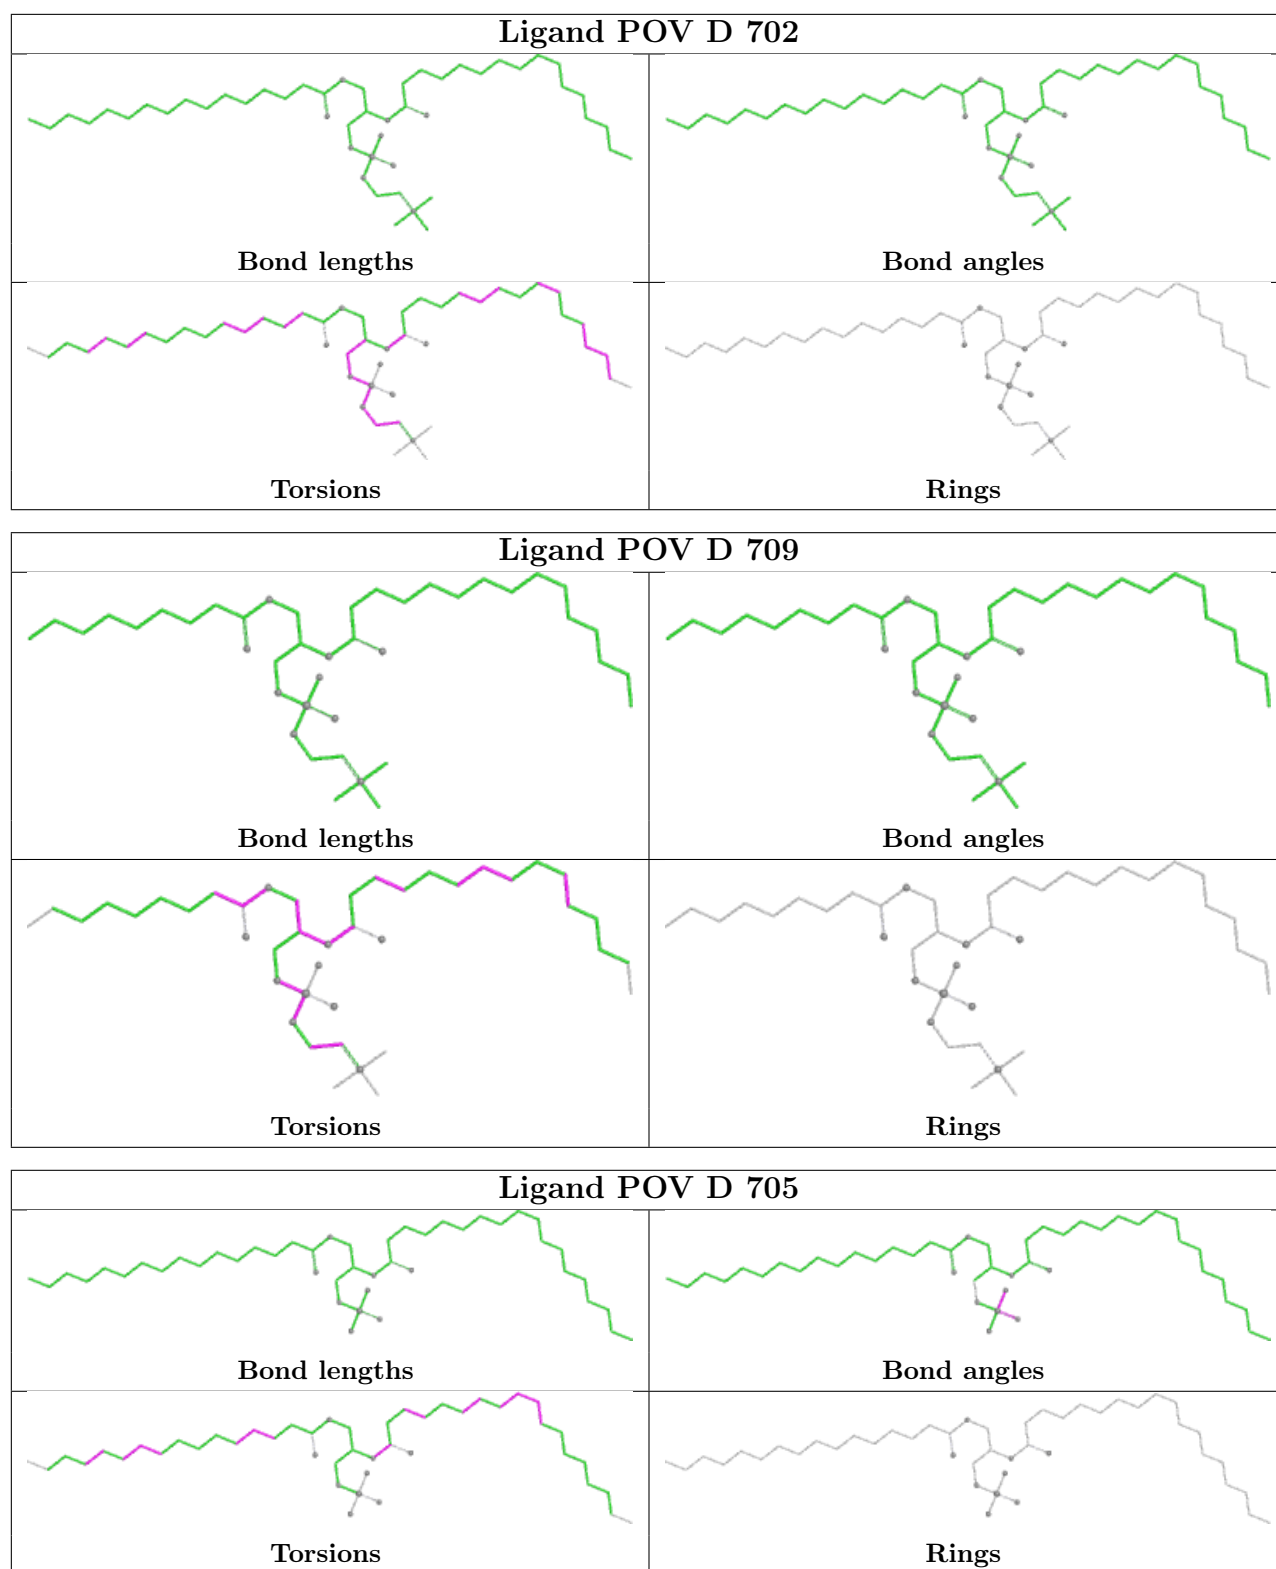 Ligand POV D 702
Bond lengths
Bond angles
Torsions
Rings
Ligand POV D 709
Bond lengths
Bond angles
Torsions
Rings
Ligand POV D 705
Bond lengths
Bond angles
Torsions
Rings